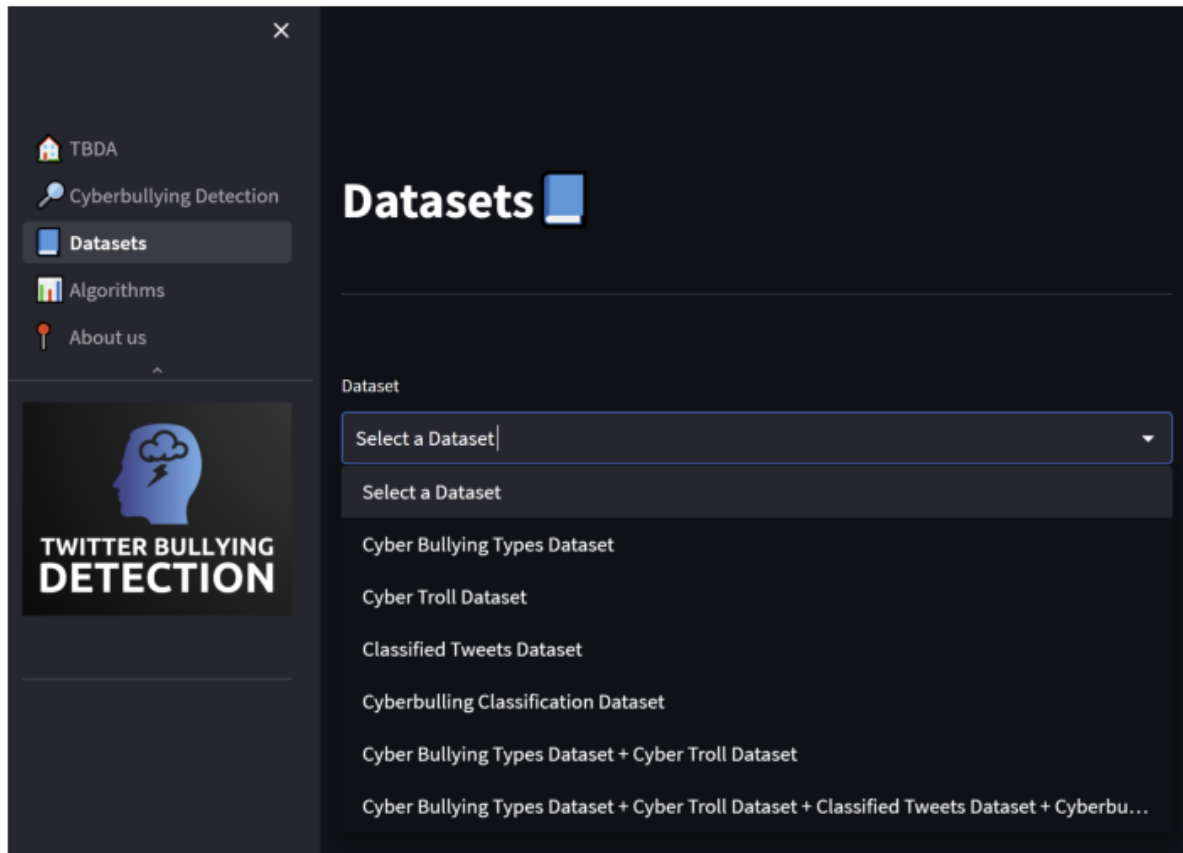 TBDA
Cyberbullying Detection
Datasets
Algorithms
About us
TWITTER BULLYING
DETECTION
Datasets
Dataset
Select a Dataset
Select a Dataset
Cyber Bullying Types Dataset
Cyber Troll Dataset
Classified Tweets Dataset
Cyberbulling Classification Dataset
Cyber Bullying Types Dataset + Cyber Troll Dataset
Cyber Bullying Types Dataset + Cyber Troll Dataset + Classified Tweets Dataset + Cyberbu...